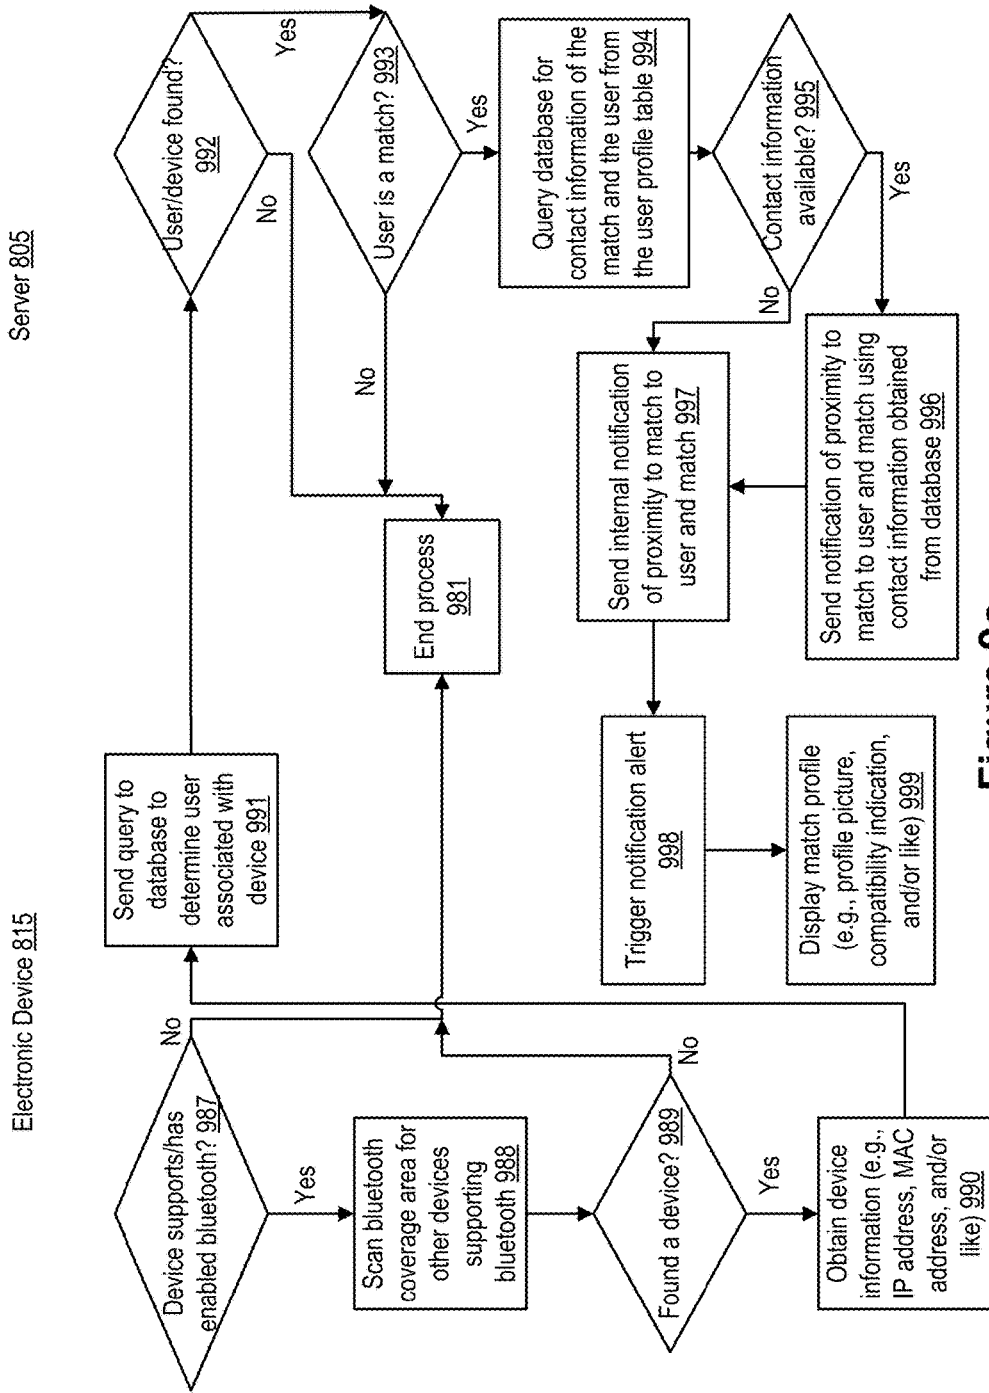 Electronic Device 815
Server 805
Device supports/has
enabled bluetooth? 987
No
Yes
Scan bluetooth
coverage area for
other devices
supporting
bluetooth 988
Found a device? 989
No
Yes
Obtain device
information (e.g.,
IP address, MAC
address, and/or
like) 990
Send query to
database to
determine user
associated with
device 991
User/device found?
992
Yes
No
User is a match? 993
No
Yes
End process
981
Query database for
contact information of the
match and the user from
the user profile table 994
Contact information
available? 995
No
Yes
Send notification of proximity to
match to user and match using
contact information obtained
from database 996
Send internal notification
of proximity to match to
user and match 997
Trigger notification alert
998
Display match profile
(e.g., profile picture,
compatibility indication,
and/or like) 999